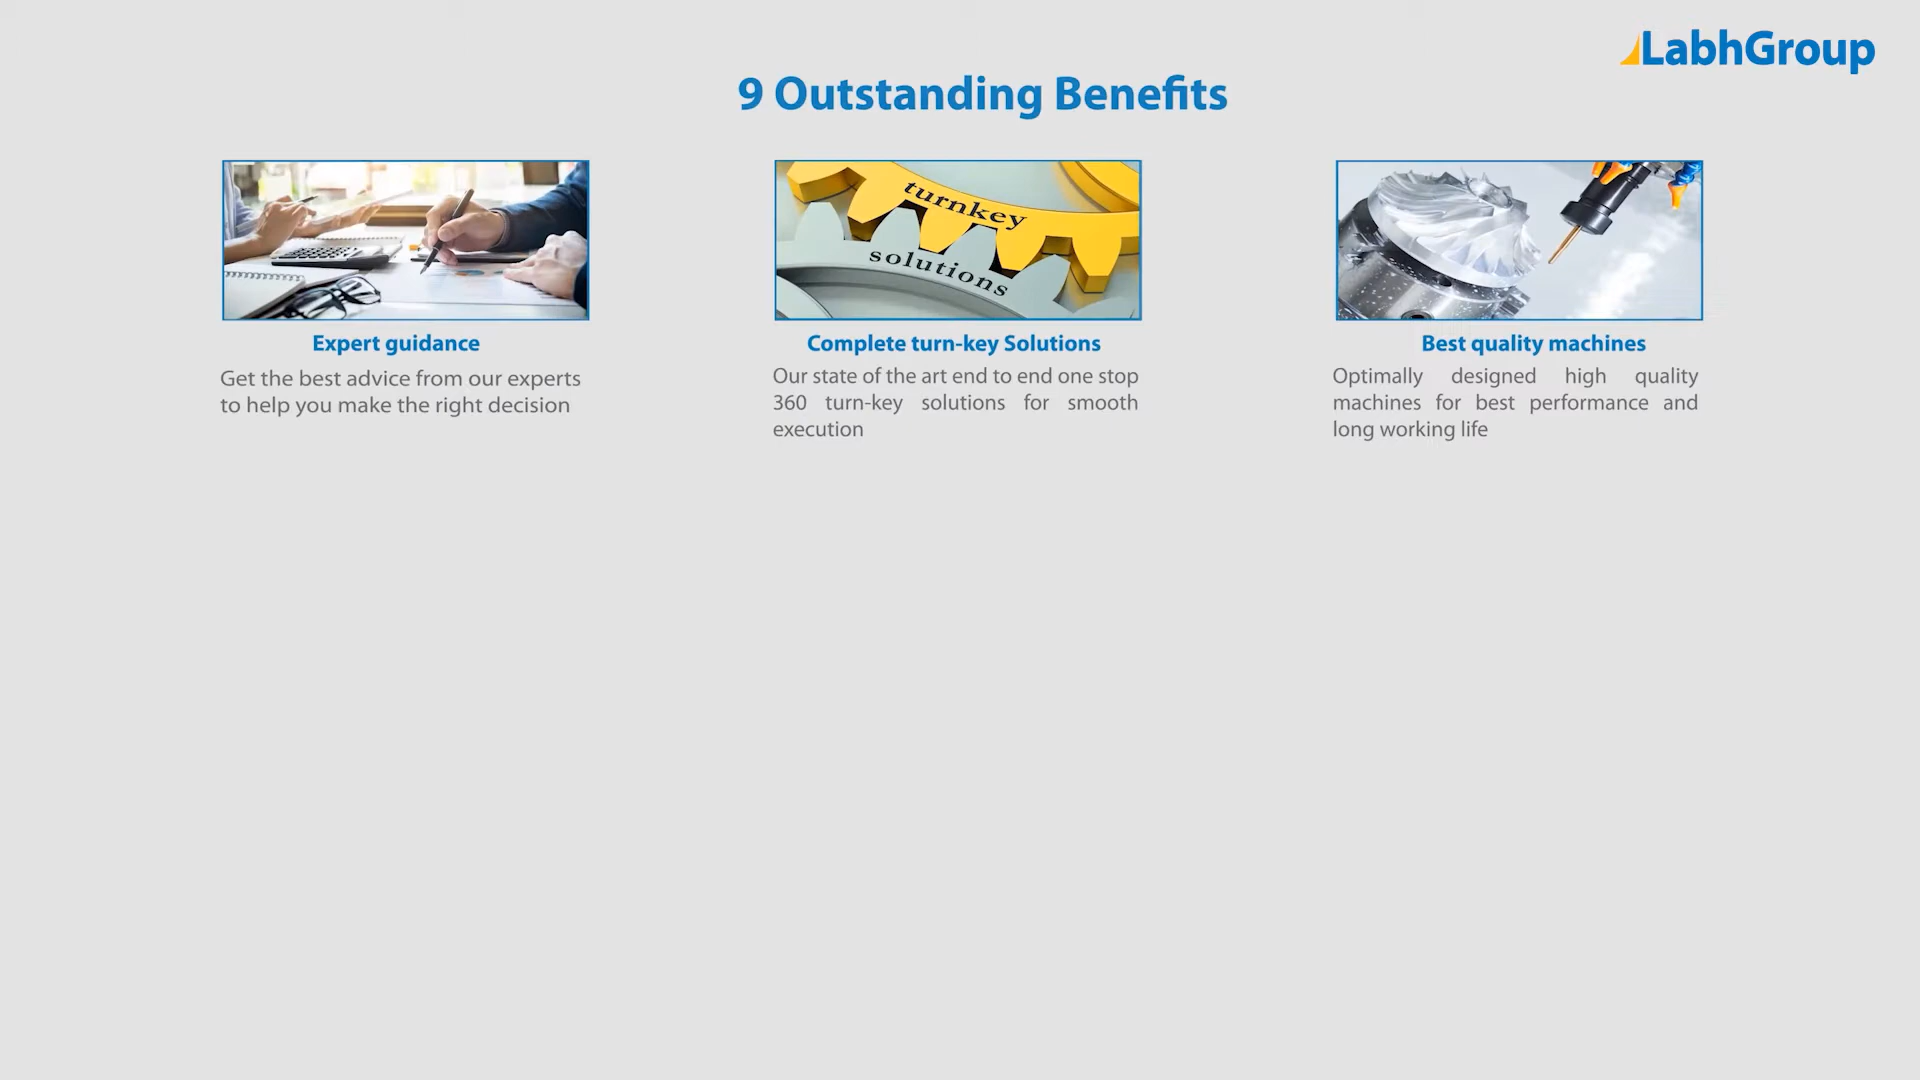 LabhGroup
9 Outstanding Benefits
turnkey
solutions
Expert guidance
Get the best advice from our experts
to help you make the right decision
Complete turn-key Solutions
Our state of the art end to end one stop
360 turn-key solutions for smooth
execution
Best quality machines
Optimally designed high quality
machines for best performance and
long working life